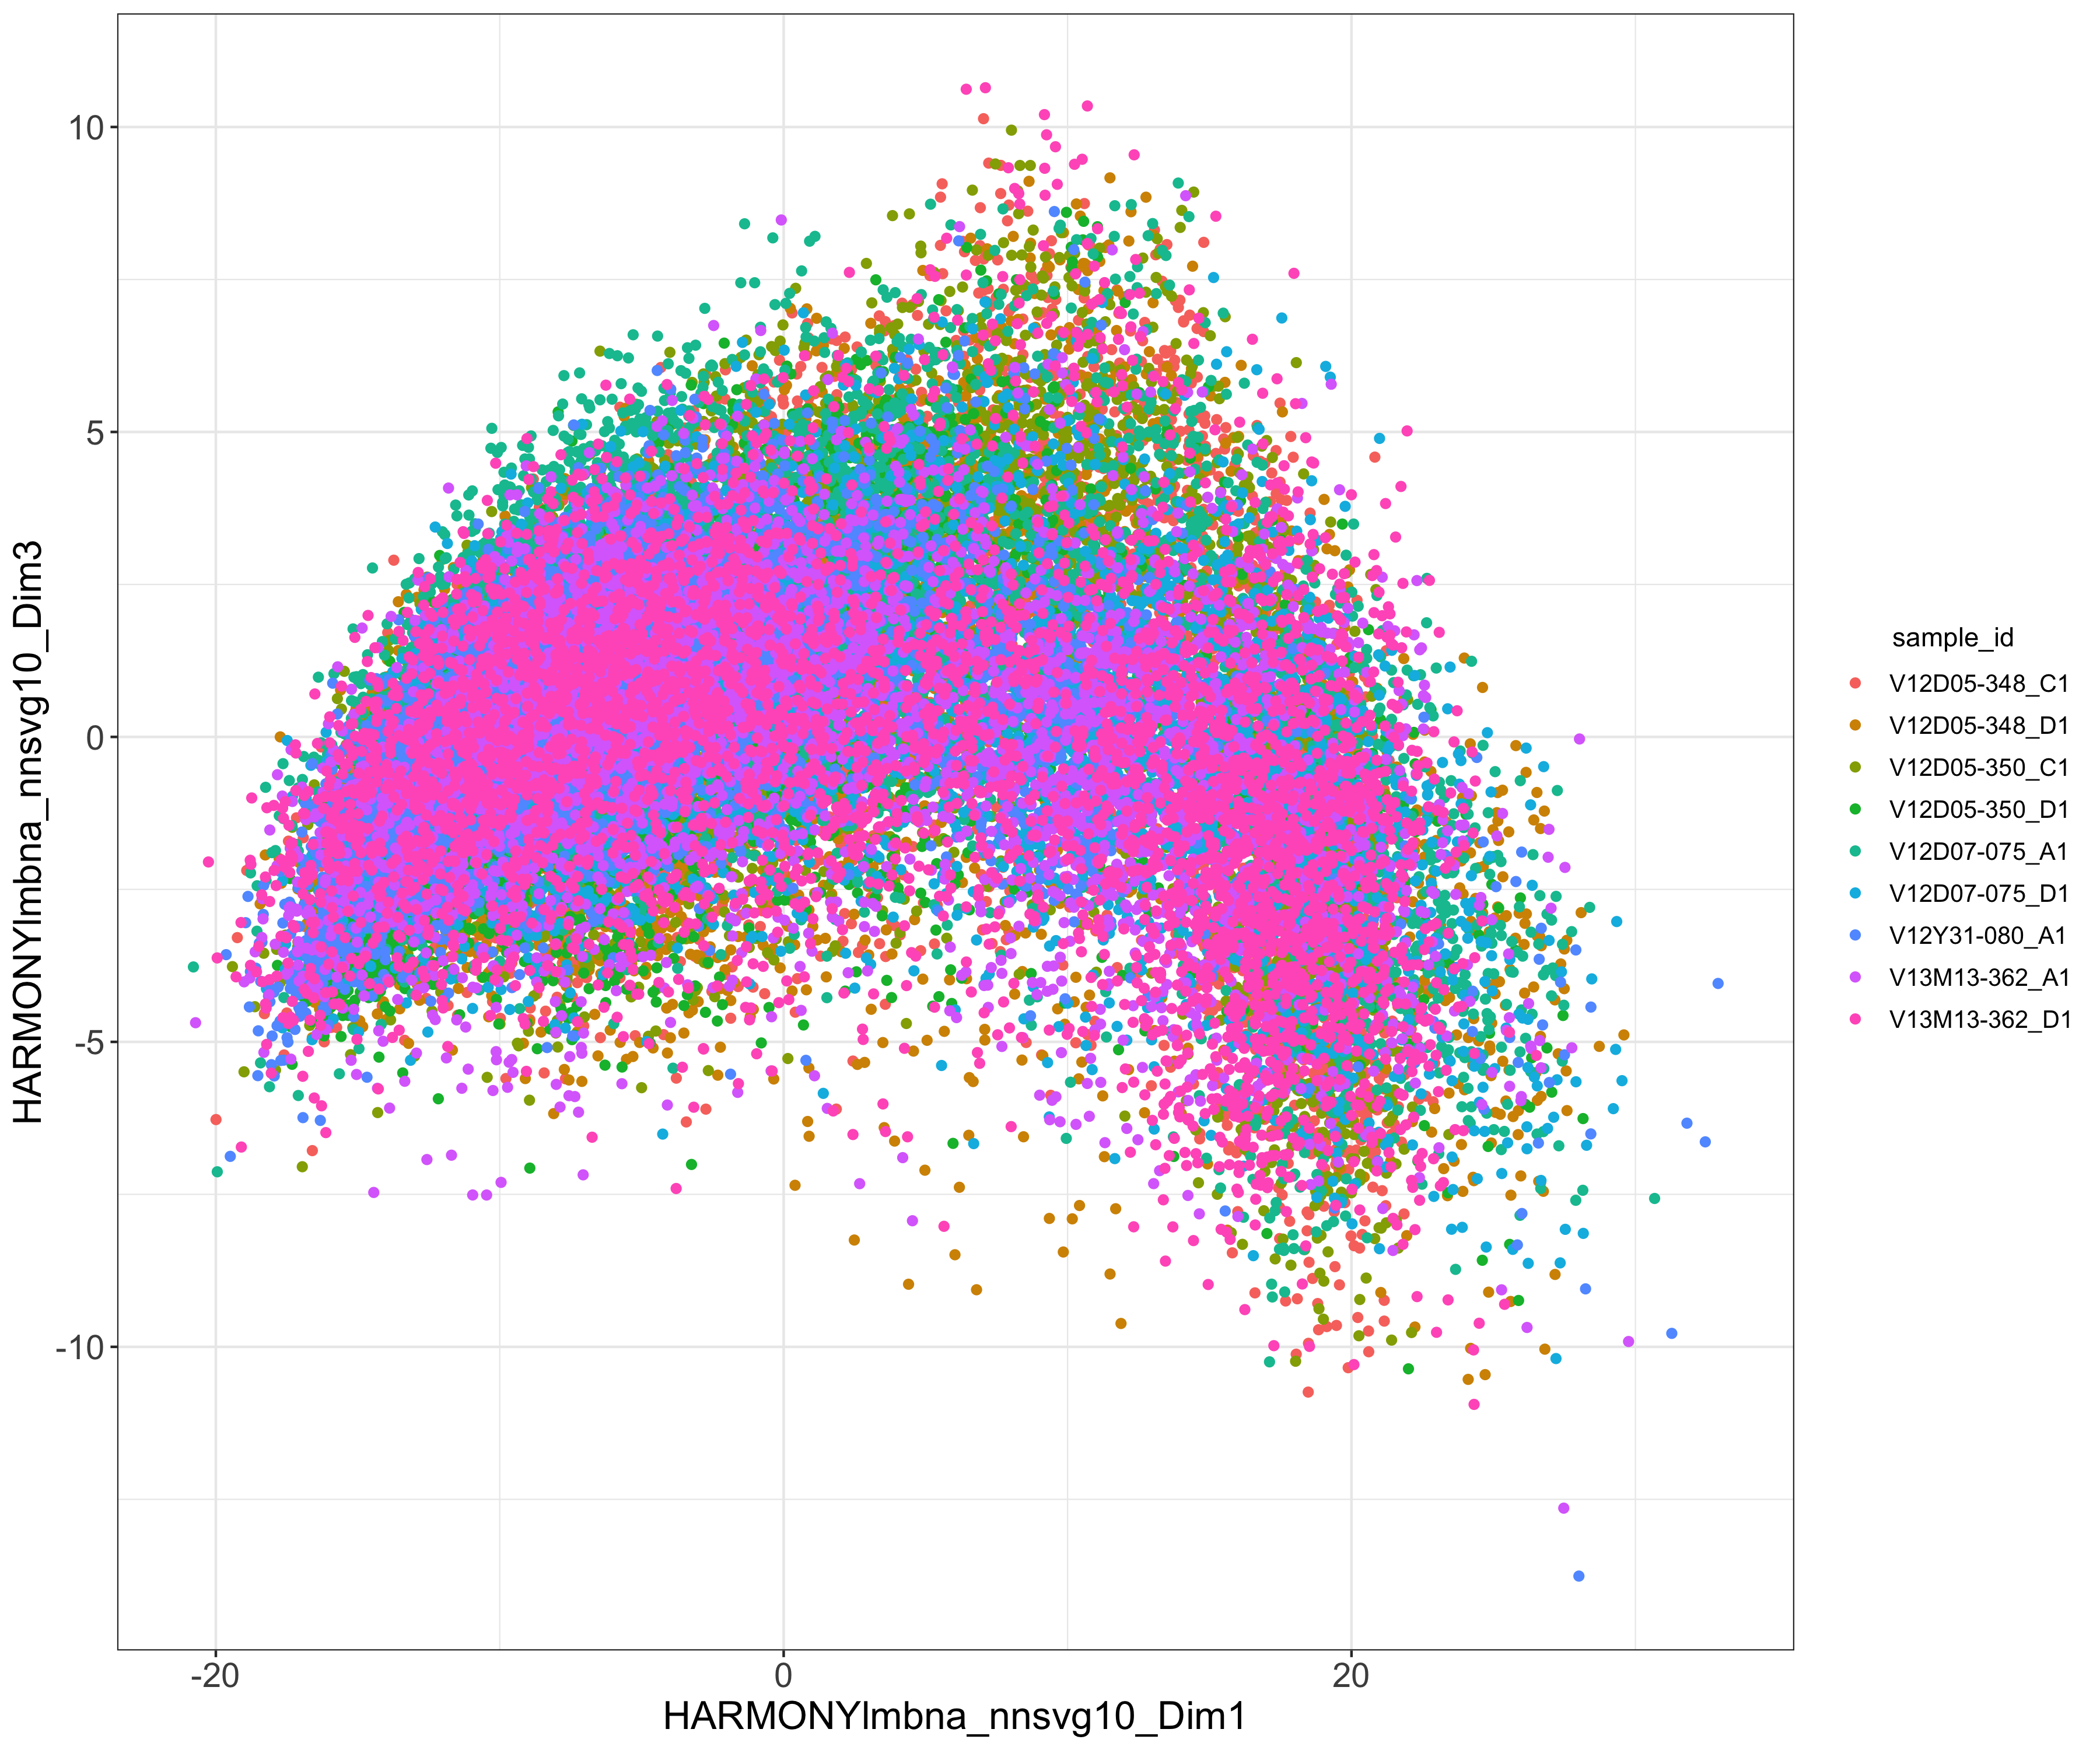 10
5
0
-5
-10
-20
0
20
HARMONYlmbna_nnsvg10_Dim3
HARMONYlmbna_nnsvg10_Dim1
sample_id
V12D05-348_C1
V12D05-348_D1
V12D05-350_C1
V12D05-350_D1
V12D07-075_A1
V12D07-075_D1
V12Y31-080_A1
V13M13-362_A1
V13M13-362_D1